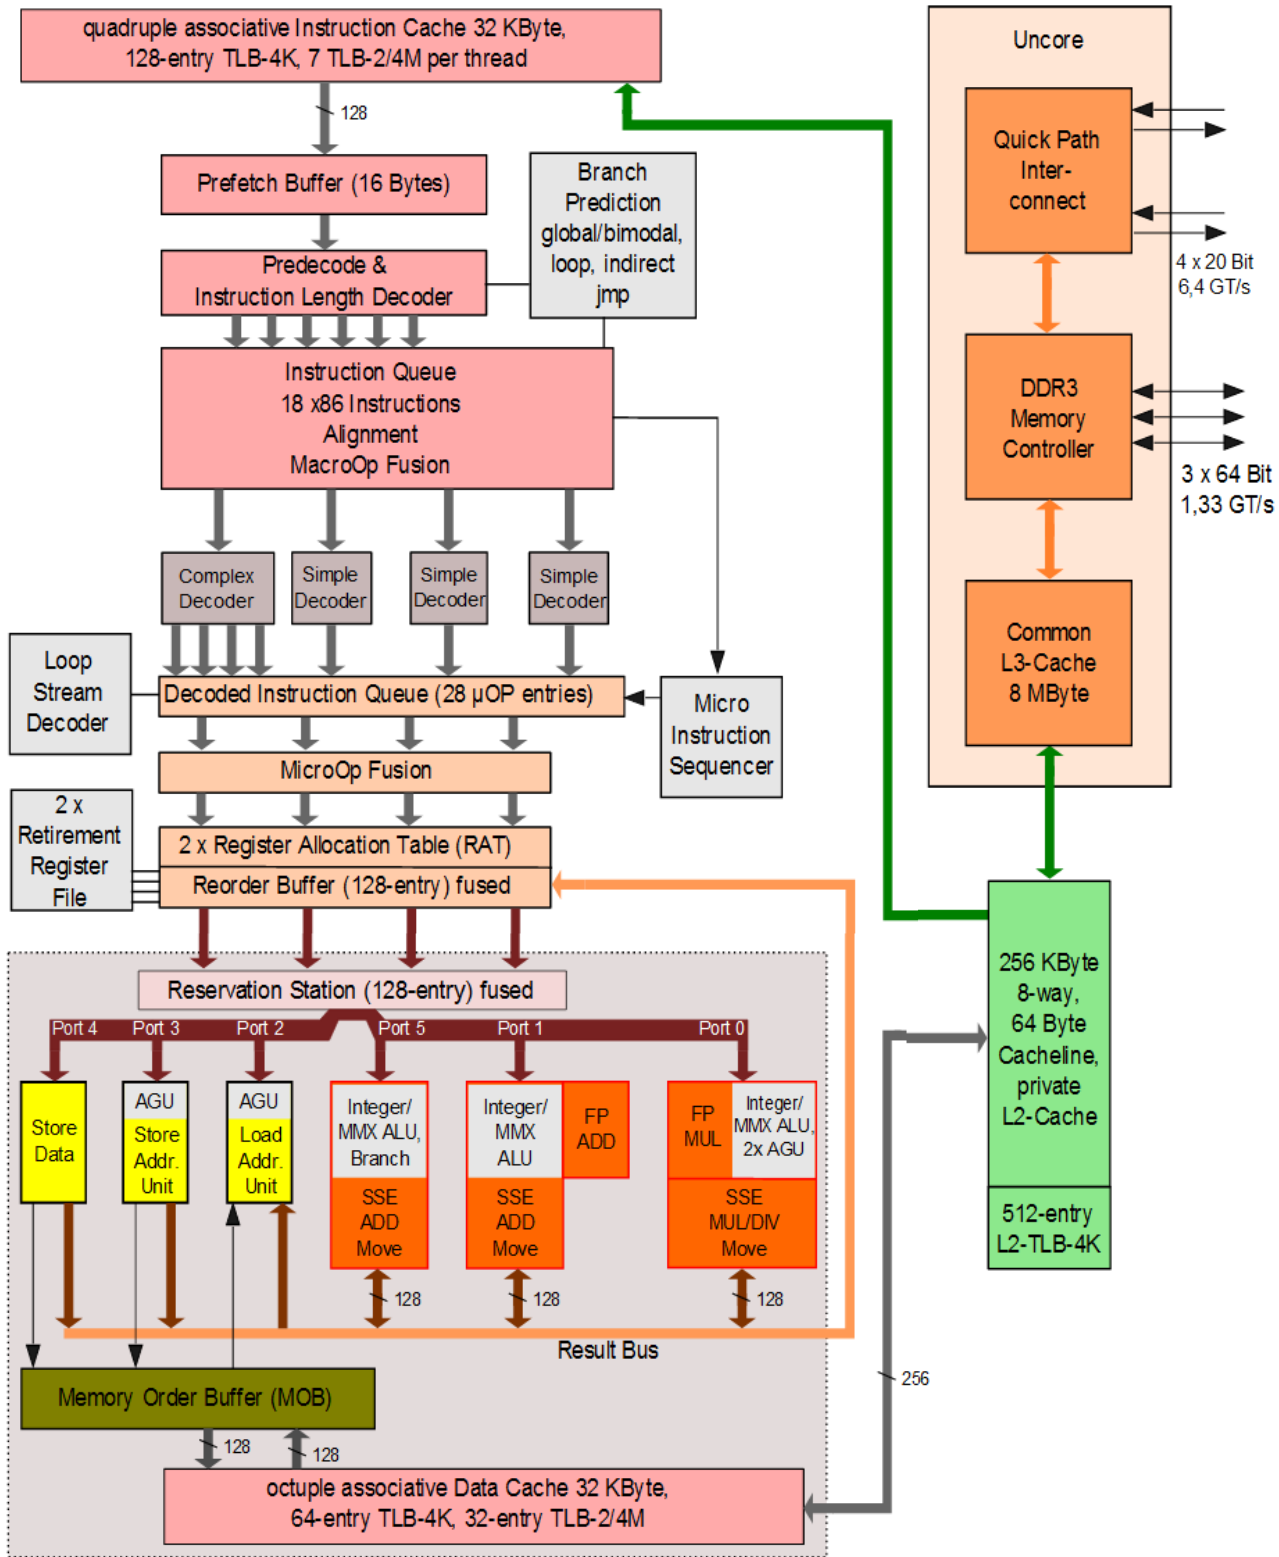 quadruple associative Instruction Cache 32 KByte,
128-entry TLB-4K, 7 TLB-2/4M per thread
128
Prefetch Buffer (16 Bytes)
Predecode &
Instruction Length Decoder
Branch
Prediction
global/bimodal,
loop, indirect
jmp
Instruction Queue
18 x86 Instructions
Alignment
MacroOp Fusion
Complex
Decoder
Simple
Decoder
Simple
Decoder
Simple
Decoder
Loop
Stream
Decoder
Decoded Instruction Queue (28 µOP entries)
Micro
Instruction
Sequencer
MicroOp Fusion
2 x
Retirement
Register
File
2 x Register Allocation Table (RAT)
Reorder Buffer (128-entry) fused
Reservation Station (128-entry) fused
Port 4
Port 3
Port 2
Port 5
Port 1
Port 0
Store
Data
AGU
Store
Addr.
Unit
AGU
Load
Addr.
Unit
Integer/
MMX ALU,
Branch
SSE
ADD
Move
Integer/
MMX
ALU
FP
ADD
SSE
ADD
Move
FP
MUL
Integer/
MMX ALU,
2x AGU
SSE
MUL/DIV
Move
128
128
128
Result Bus
Memory Order Buffer (MOB)
128
128
octuple associative Data Cache 32 KByte,
64-entry TLB-4K, 32-entry TLB-2/4M
256
Uncore
Quick Path
Inter-
connect
4 x 20 Bit
6,4 GT/s
DDR3
Memory
Controller
3 x 64 Bit
1,33 GT/s
Common
L3-Cache
8 MByte
256 KByte
8-way,
64 Byte
Cacheline,
private
L2-Cache
512-entry
L2-TLB-4K